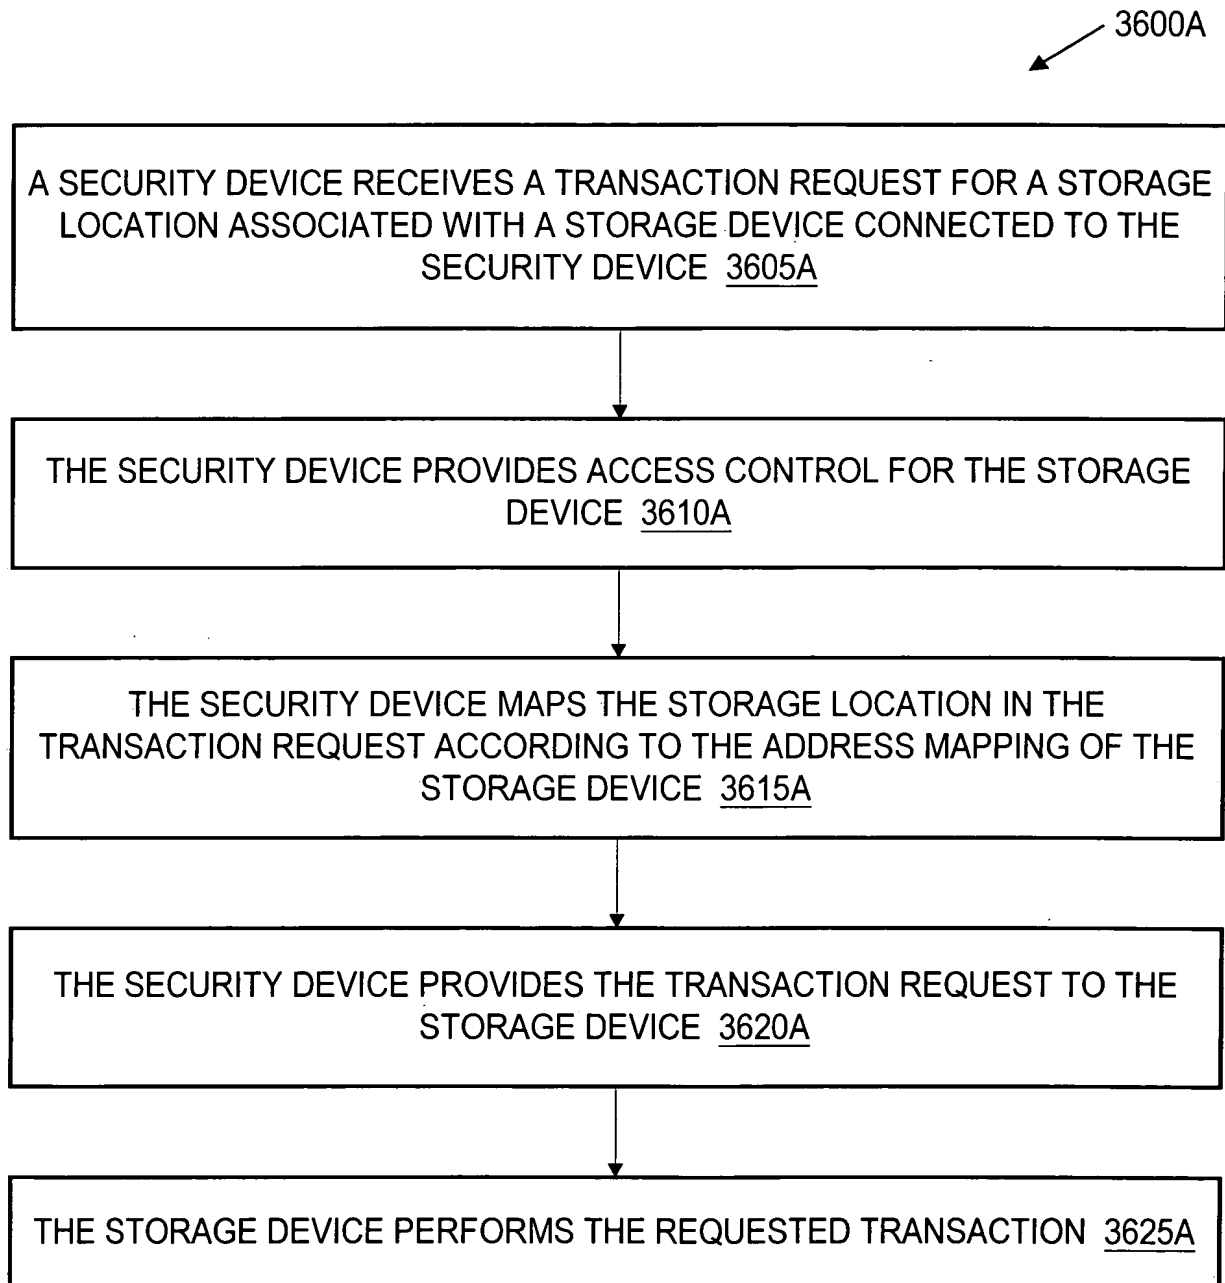 3600A
A SECURITY DEVICE RECEIVES A TRANSACTION REQUEST FOR A STORAGE
LOCATION ASSOCIATED WITH A STORAGE DEVICE CONNECTED TO THE
SECURITY DEVICE 3605A
THE SECURITY DEVICE PROVIDES ACCESS CONTROL FOR THE STORAGE
DEVICE 3610A
THE SECURITY DEVICE MAPS THE STORAGE LOCATION IN THE
TRANSACTION REQUEST ACCORDING TO THE ADDRESS MAPPING OF THE
STORAGE DEVICE 3615A
THE SECURITY DEVICE PROVIDES THE TRANSACTION REQUEST TO THE
STORAGE DEVICE 3620A
THE STORAGE DEVICE PERFORMS THE REQUESTED TRANSACTION 3625A